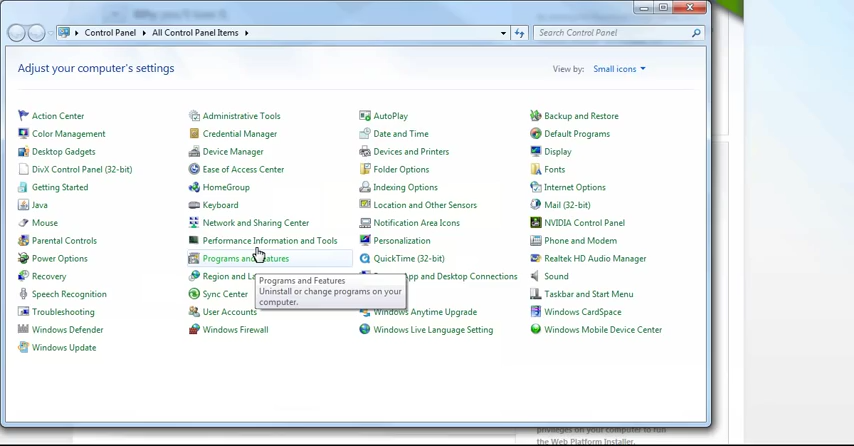 Control Panel ▸ All Control Panel Items ▸
Search Control Panel
Adjust your computer's settings
View by: Small icons
Action Center
Administrative Tools
AutoPlay
Backup and Restore
Color Management
Credential Manager
Date and Time
Default Programs
Desktop Gadgets
Device Manager
Devices and Printers
Display
DivX Control Panel (32-bit)
Ease of Access Center
Folder Options
Fonts
Getting Started
HomeGroup
Indexing Options
Internet Options
Java
Keyboard
Location and Other Sensors
Mail (32-bit)
Mouse
Network and Sharing Center
Notification Area Icons
NVIDIA Control Panel
Parental Controls
Performance Information and Tools
Personalization
Phone and Modem
Power Options
Programs and Features
QuickTime (32-bit)
Realtek HD Audio Manager
Recovery
Region and
App and Desktop Connections
Sound
Programs and Features
Uninstall or change programs on your
computer.
Speech Recognition
Sync Center
Taskbar and Start Menu
Troubleshooting
User Accounts
Windows Anytime Upgrade
Windows CardSpace
Windows Defender
Windows Firewall
Windows Live Language Setting
Windows Mobile Device Center
Windows Update
privileges on your computer to run
the Web Platform Installer.